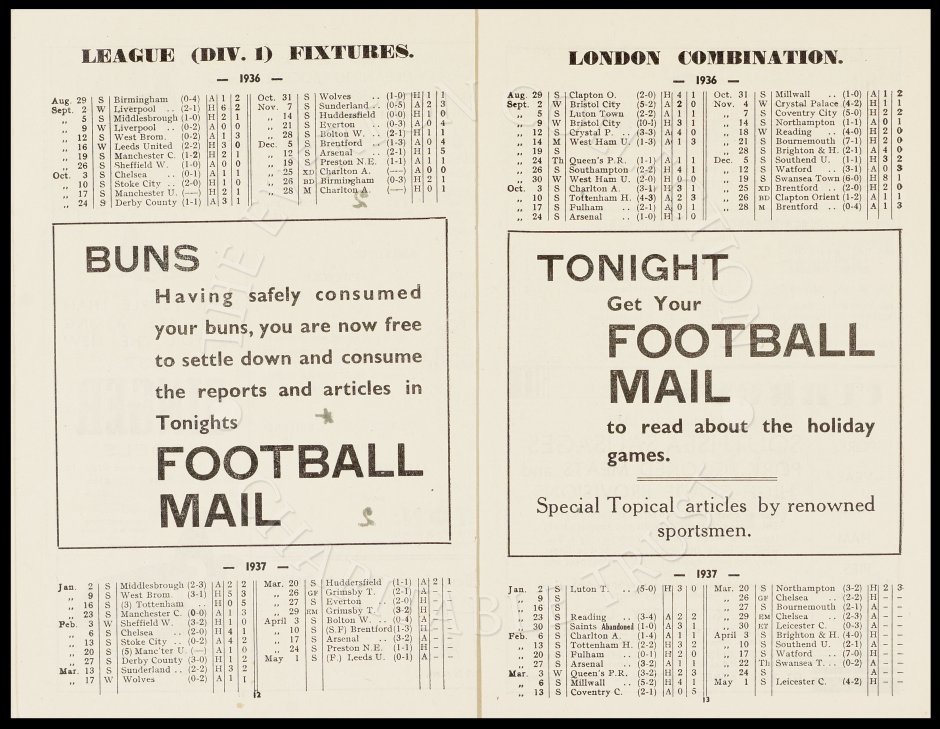 LEAGUE (DIV. 1) FIXTURES.
— 1936 —
Aug. 29 S Birmingham (0-4) A 1 2
Sept. 2 W Liverpool .. (2-1) H 6 2
,, 5 S Middlesbrough (1-0) H 2 1
,, 9 W Liverpool .. (0-2) A 0 0
,, 12 S West Brom. (0-2) A 1 3
,, 16 W Leeds United (2-2) H 3 0
,, 19 S Manchester C. (1-2) H 2 1
,, 26 S Sheffield W. (1-0) A 0 0
Oct. 3 S Chelsea .. (0-1) A 1 1
,, 10 S Stoke City .. (2-0) H 1 0
,, 17 S Manchester U. (—) H 2 1
,, 24 S Derby County (1-1) A 3 1
Oct. 31 S Wolves .. (1-0) H 1 1
Nov. 7 S Sunderland .. (0-5) A 2 3
,, 14 S Huddersfield (0-0) H 1 0
,, 21 S Everton .. (0-3) A 0 4
,, 28 S Bolton W. .. (2-1) H 1 1
Dec. 5 S Brentford .. (1-3) A 0 4
,, 12 S Arsenal .. (2-1) H 1 5
,, 19 S Preston N.E. (1-1) A 1 1
,, 25 XD Charlton A. (—) A 0 0
,, 26 BD Birmingham (0-3) H 2 1
,, 28 M Charlton A. (—) H 0 1
BUNS
Having safely consumed
your buns, you are now free
to settle down and consume
the reports and articles in
Tonights
FOOTBALL
MAIL
— 1937 —
Jan. 2 S Middlesbrough (2-3) A 2 2
,, 9 S West Brom. (3-1) H 5 3
,, 16 S (3) Tottenham .. H 0 5
,, 23 S Manchester C. (0-0) A 1 3
Feb. 3 W Sheffield W. (3-2) H 1 0
,, 6 S Chelsea .. (2-0) H 4 1
,, 13 S Stoke City .. (0-2) A 4 2
,, 20 S (5) Manc'ter U. (—) A 1 0
,, 27 S Derby County (3-0) H 1 2
Mar. 13 S Sunderland .. (2-2) H 3 2
,, 17 W Wolves (0-2) A 1 1
Mar. 20 S Huddersfield (1-1) A 2 1
,, 26 GF Grimsby T. (2-1) A – –
,, 27 S Everton .. (2-0) H – –
,, 29 EM Grimsby T. (3-2) H – –
April 3 S Bolton W. .. (0-4) A – –
,, 10 S (S.F) Brentford (1-3) H – –
,, 17 S Arsenal .. (3-2) A – –
,, 24 S Preston N.E. (1-1) H – –
May 1 S (F.) Leeds U. (0-1) A – –
12
LONDON COMBINATION.
— 1936 —
Aug. 29 S Clapton O. (2-0) H 4 1
Sept. 2 W Bristol City (5-2) A 2 0
,, 5 S Luton Town (2-2) A 1 1
,, 9 W Bristol City H 3 1
,, 12 S Crystal P. .. (3-3) A 4 0
,, 14 M West Ham U. (1-3) A 1 3
,, 19 S
,, 24 Th Queen's P.R. (1-1) A 1 1
,, 26 S Southampton .. (4-2) H 4 1
,, 30 W West Ham U. (2-0) H 0 0
Oct. 3 S Charlton A. (3-1) H 3 1
,, 10 S Tottenham H. (4-3) A 2 3
,, 17 S Fulham .. (2-1) A 0 1
,, 24 S Arsenal .. (1-0) H 1 0
Oct. 31 S Millwall .. (1-0) A 1 2
Nov. 4 W Crystal Palace (4-2) H 1 1
,, 7 S Coventry City (5-0) H 2 2
,, 14 S Northampton (1-1) A 0 1
,, 18 W Reading .. (4-0) H 2 0
,, 21 S Bournemouth (7-1) H 2 0
,, 28 S Brighton & H. (2-1) A 4 0
Dec. 5 S Southend U. (1-1) H 3 2
,, 12 S Watford .. (3-1) A 0 3
,, 19 S Swansea Town (6-0) H 8 1
,, 25 XD Brentford .. (2-0) H 2 0
,, 26 BD Clapton Orient (1-2) A 1 1
,, 28 M Brentford .. (0-4) A 1 3
TONIGHT
Get Your
FOOTBALL
MAIL
to read about the holiday
games.
Special Topical articles by renowned
sportsmen.
— 1937 —
Jan. 2 S Luton T. .. (5-0) H 3 0
,, 9 S
,, 16 S
,, 23 S Reading .. (3-4) A 2 2
,, 30 S Saints Abandoned (1-0) A 3 1
Feb. 6 S Charlton A. (1-4) A 1 1
,, 13 S Tottenham H. (2-2) H 3 2
,, 20 S Fulham .. (0-1) H 2 0
,, 27 S Arsenal .. (3-2) A 1 1
Mar. 3 W Queen's P.R. (3-2) H 2 3
,, 6 S Millwall .. (5-2) H 4 1
,, 13 S Coventry C. (2-1) A 0 5
Mar. 20 S Northampton (3-2) H 2 3
,, 26 GF Chelsea .. (2-2) A – –
,, 27 S Bournemouth (2-1) A – –
,, 29 EM Chelsea .. (2-3) A – –
,, 30 ET Leicester C. (0-3) A – –
April 3 S Brighton & H. (4-0) H – –
,, 10 S Southend U. (2-1) A – –
,, 17 S Watford .. (7-0) H – –
,, 22 Th Swansea T. .. (0-2) A – –
,, 24 S A – –
May 1 S Leicester C. (4-2) H – –
13